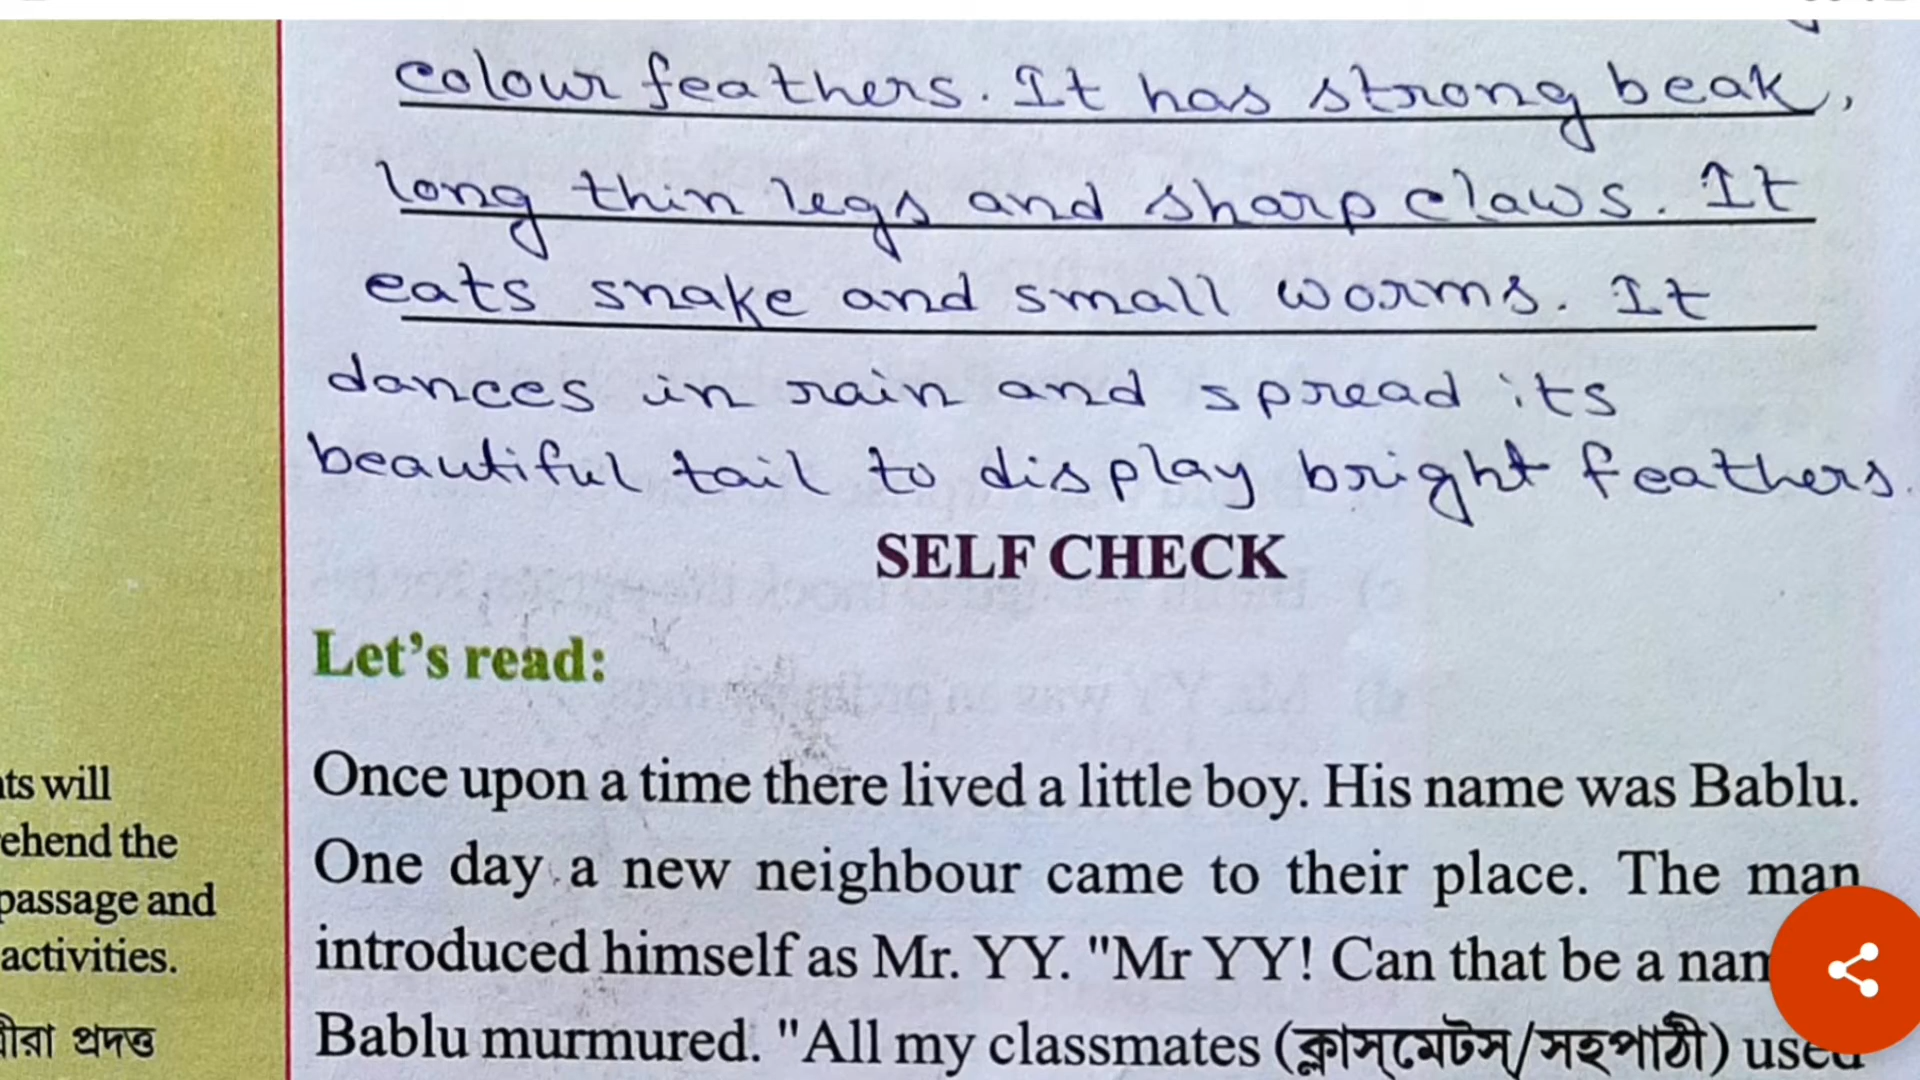 colour feathers. It has strong beak,
long thin legs and sharp claws. It
eats snake and small worms. It
dances in rain and spread its
beautiful tail to display bright feathers.
SELF CHECK
Let's read:
Once upon a time there lived a little boy. His name was Bablu.
One day a new neighbour came to their place. The man
introduced himself as Mr. YY. "Mr YY! Can that be a nam
Bablu murmured. "All my classmates (ক্লাস্‌মেটস্‌/সহপাঠী) used
ts will
ehend the
passage and
activities.
ীরা প্রদত্ত